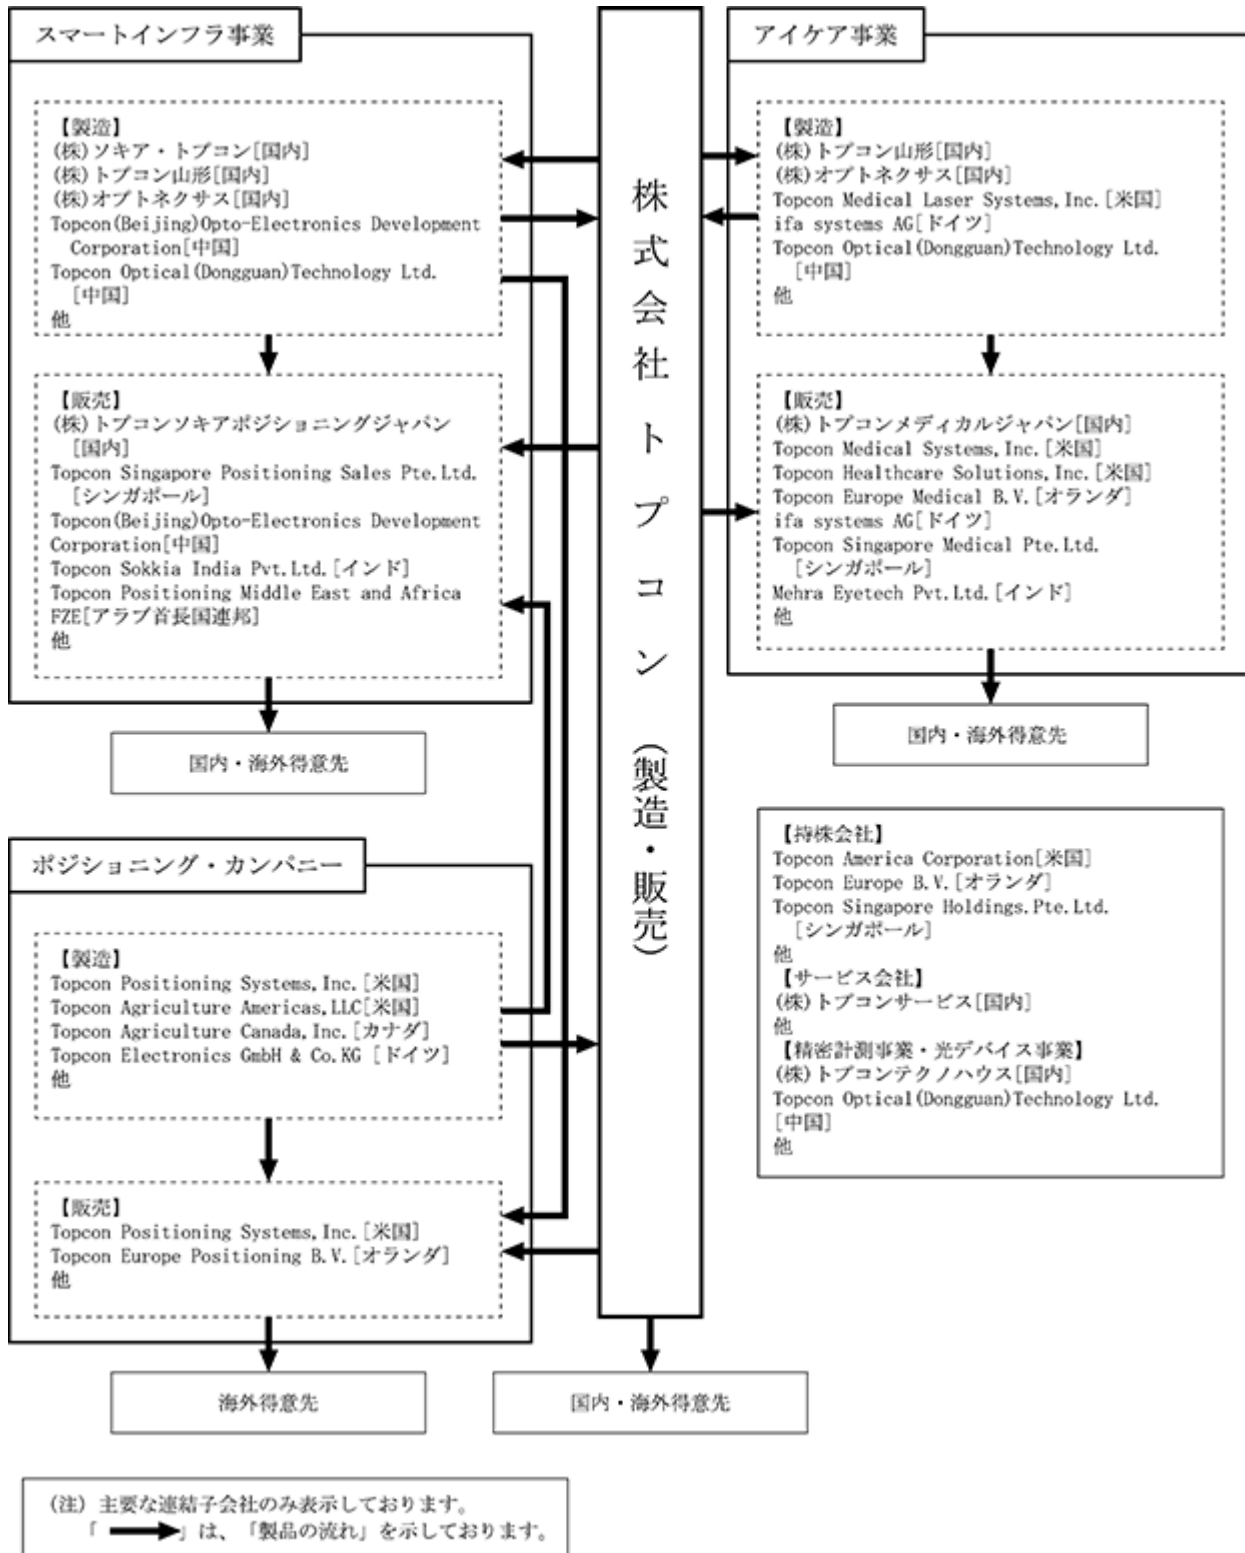 スマートインフラ事業
【製造】
(株)ソキア・トプコン[国内]
(株)トプコン山形[国内]
(株)オプトネクサス[国内]
Topcon(Beijing)Opto-Electronics Development
Corporation[中国]
Topcon Optical(Dongguan)Technology Ltd.
[中国]
他
【販売】
(株)トプコンソキアポジショニングジャパン
[国内]
Topcon Singapore Positioning Sales Pte.Ltd.
[シンガポール]
Topcon(Beijing)Opto-Electronics Development
Corporation[中国]
Topcon Sokkia India Pvt.Ltd.[インド]
Topcon Positioning Middle East and Africa
FZE[アラブ首長国連邦]
他
国内・海外得意先
ポジショニング・カンパニー
【製造】
Topcon Positioning Systems,Inc.[米国]
Topcon Agriculture Americas,LLC[米国]
Topcon Agriculture Canada,Inc.[カナダ]
Topcon Electronics GmbH & Co.KG [ドイツ]
他
【販売】
Topcon Positioning Systems,Inc.[米国]
Topcon Europe Positioning B.V.[オランダ]
他
海外得意先
株式会社トプコン（製造・販売）
国内・海外得意先
アイケア事業
【製造】
(株)トプコン山形[国内]
(株)オプトネクサス[国内]
Topcon Medical Laser Systems,Inc.[米国]
ifa systems AG[ドイツ]
Topcon Optical(Dongguan)Technology Ltd.
[中国]
他
【販売】
(株)トプコンメディカルジャパン[国内]
Topcon Medical Systems,Inc.[米国]
Topcon Healthcare Solutions,Inc.[米国]
Topcon Europe Medical B.V.[オランダ]
ifa systems AG[ドイツ]
Topcon Singapore Medical Pte.Ltd.
[シンガポール]
Mehra Eyetech Pvt.Ltd.[インド]
他
国内・海外得意先
【持株会社】
Topcon America Corporation[米国]
Topcon Europe B.V.[オランダ]
Topcon Singapore Holdings.Pte.Ltd.
[シンガポール]
他
【サービス会社】
(株)トプコンサービス[国内]
他
【精密計測事業・光デバイス事業】
(株)トプコンテクノハウス[国内]
Topcon Optical(Dongguan)Technology Ltd.
[中国]
他
(注) 主要な連結子会社のみ表示しております。
「 ━━▶ 」は、「製品の流れ」を示しております。